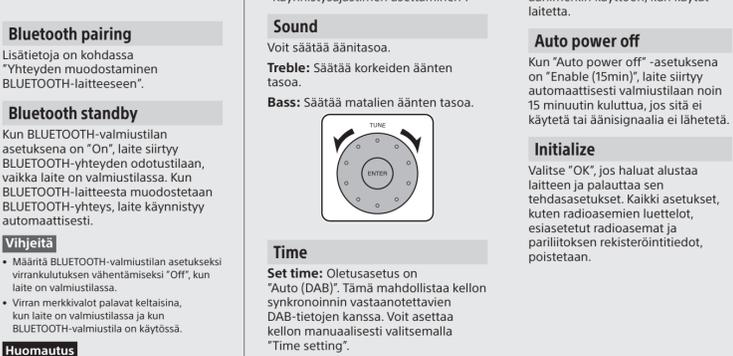 Bluetooth pairing
Lisätietoja on kohdassa
"Yhteyden muodostaminen
BLUETOOTH-laitteeseen".
Bluetooth standby
Kun BLUETOOTH-valmiustilan
asetuksena on "On", laite siirtyy
BLUETOOTH-yhteyden odotustilaan,
vaikka laite on valmiustilassa. Kun
BLUETOOTH-laitteesta muodostetaan
BLUETOOTH-yhteys, laite käynnistyy
automaattisesti.
Vihjeitä
• Määritä BLUETOOTH-valmiustilan asetukseksi
virrankulutuksen vähentämiseksi "Off", kun
laite on valmiustilassa.
• Virran merkkivalot palavat keltaisina,
kun laite on valmiustilassa ja kun
BLUETOOTH-valmiustila on käytössä.
Huomautus
Sound
Voit säätää äänitasoa.
Treble: Säätää korkeiden äänten
tasoa.
Bass: Säätää matalien äänten tasoa.
TUNE
ENTER
Time
Set time: Oletusasetus on
"Auto (DAB)". Tämä mahdollistaa kellon
synkronoinnin vastaanotettavien
DAB-tietojen kanssa. Voit asettaa
kellon manuaalisesti valitsemalla
"Time setting".
laitetta.
Auto power off
Kun "Auto power off" -asetuksena
on "Enable (15min)", laite siirtyy
automaattisesti valmiustilaan noin
15 minuutin kuluttua, jos sitä ei
käytetä tai äänisignaalia ei lähetetä.
Initialize
Valitse "OK", jos haluat alustaa
laitteen ja palauttaa sen
tehdasasetukset. Kaikki asetukset,
kuten radioasemien luettelot,
esiasetetut radioasemat ja
pariliitoksen rekisteröintitiedot,
poistetaan.